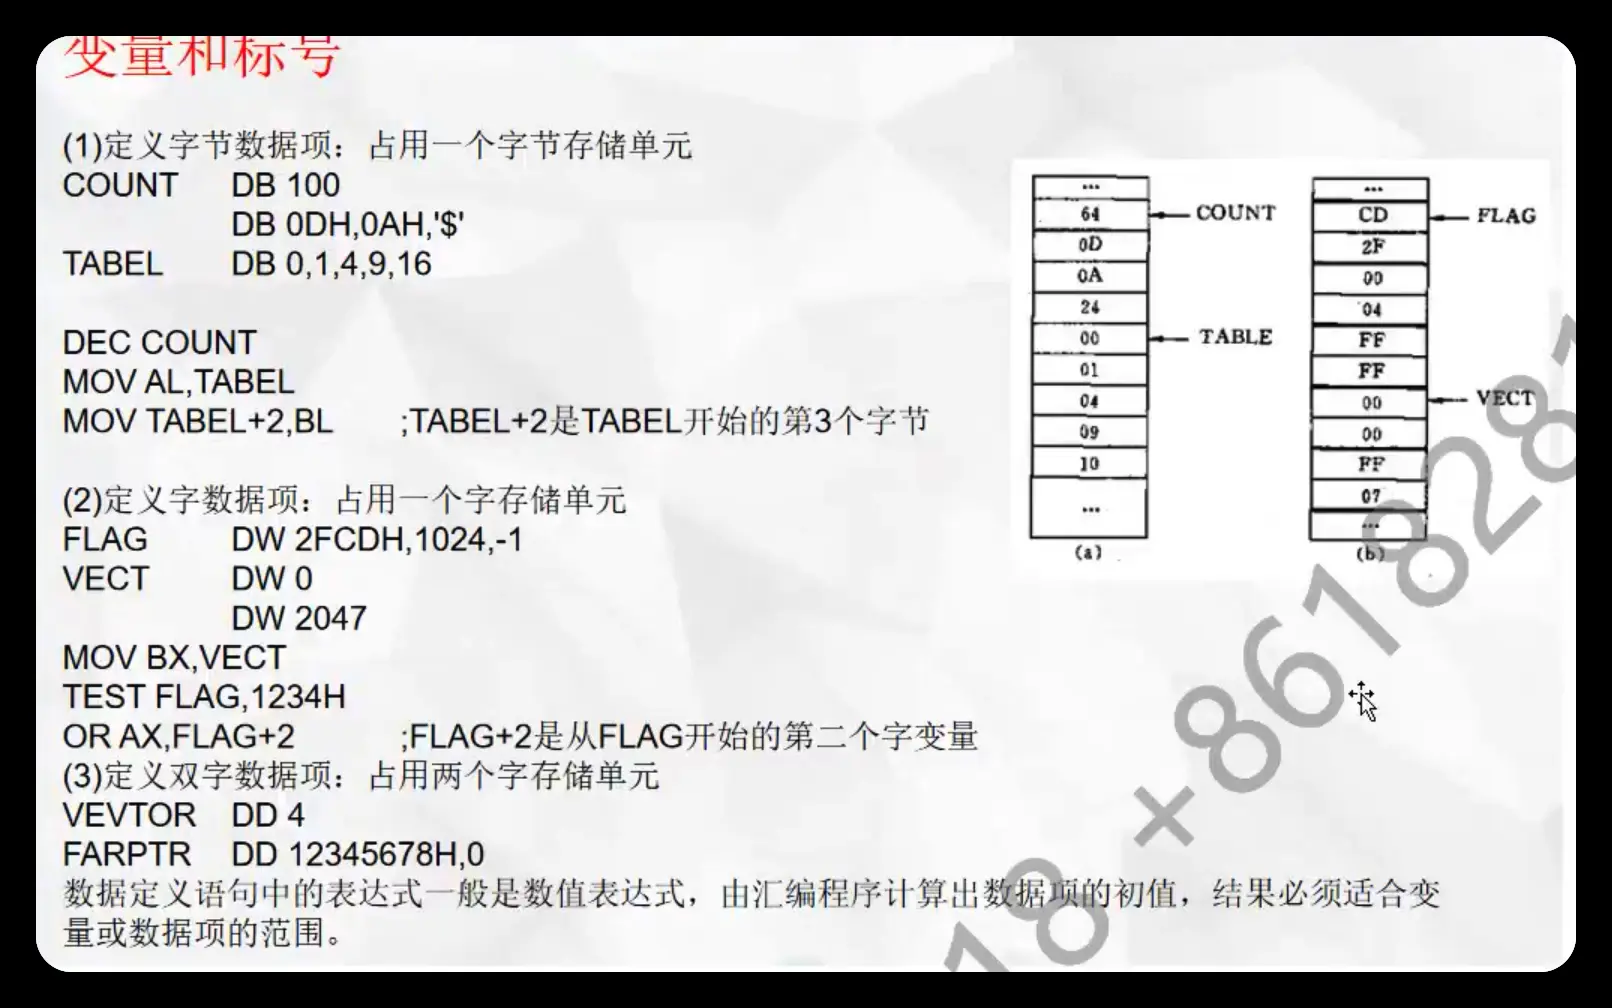 变量和标号
(1)定义字节数据项：占用一个字节存储单元
COUNT DB 100
DB 0DH,0AH,'$'
TABEL DB 0,1,4,9,16
DEC COUNT
MOV AL,TABEL
MOV TABEL+2,BL ;TABEL+2是TABEL开始的第3个字节
(2)定义字数据项：占用一个字存储单元
FLAG DW 2FCDH,1024,-1
VECT DW 0
DW 2047
MOV BX,VECT
TEST FLAG,1234H
OR AX,FLAG+2 ;FLAG+2是从FLAG开始的第二个字变量
(3)定义双字数据项：占用两个字存储单元
VEVTOR DD 4
FARPTR DD 12345678H,0
数据定义语句中的表达式一般是数值表达式，由汇编程序计算出数据项的初值，结果必须适合变
量或数据项的范围。
...
64 COUNT
0D
0A
24
00 TABLE
01
04
09
10
...
(a)
...
CD FLAG
2F
00
04
FF
FF
00 VECT
00
FF
07
...
(b)
18 +8618281